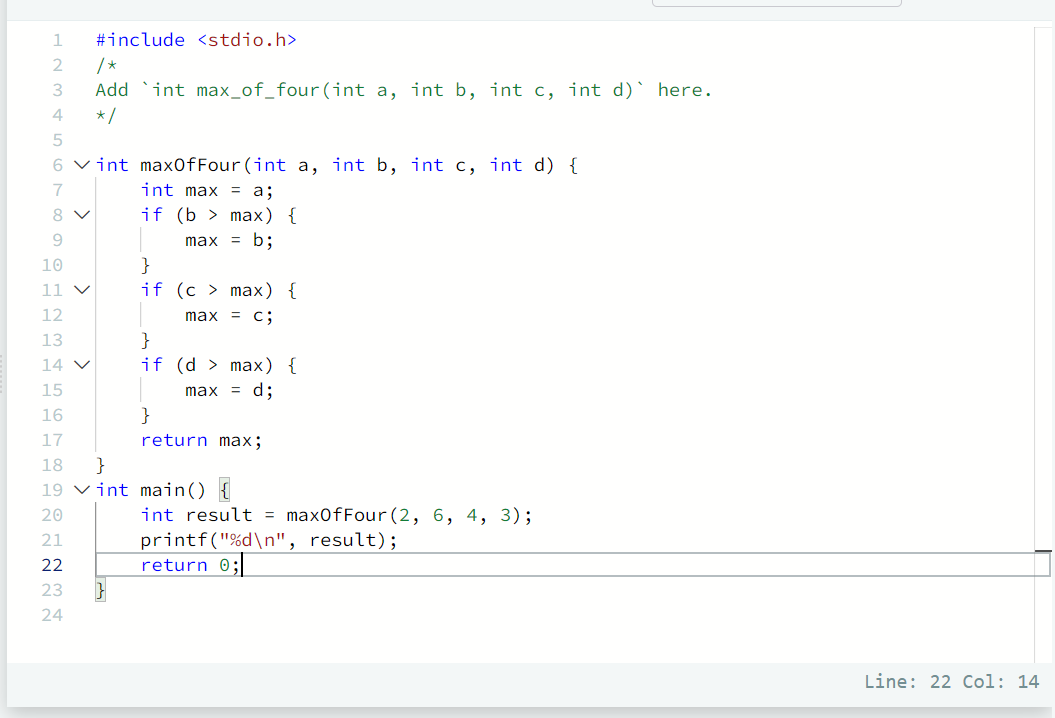 1 #include <stdio.h>
2 /*
3 Add `int max_of_four(int a, int b, int c, int d)` here.
4 */
5
6 int maxOfFour(int a, int b, int c, int d) {
7     int max = a;
8     if (b > max) {
9         max = b;
10     }
11     if (c > max) {
12         max = c;
13     }
14     if (d > max) {
15         max = d;
16     }
17     return max;
18 }
19 int main() {
20     int result = maxOfFour(2, 6, 4, 3);
21     printf("%d\n", result);
22     return 0;
23 }
24
Line: 22 Col: 14